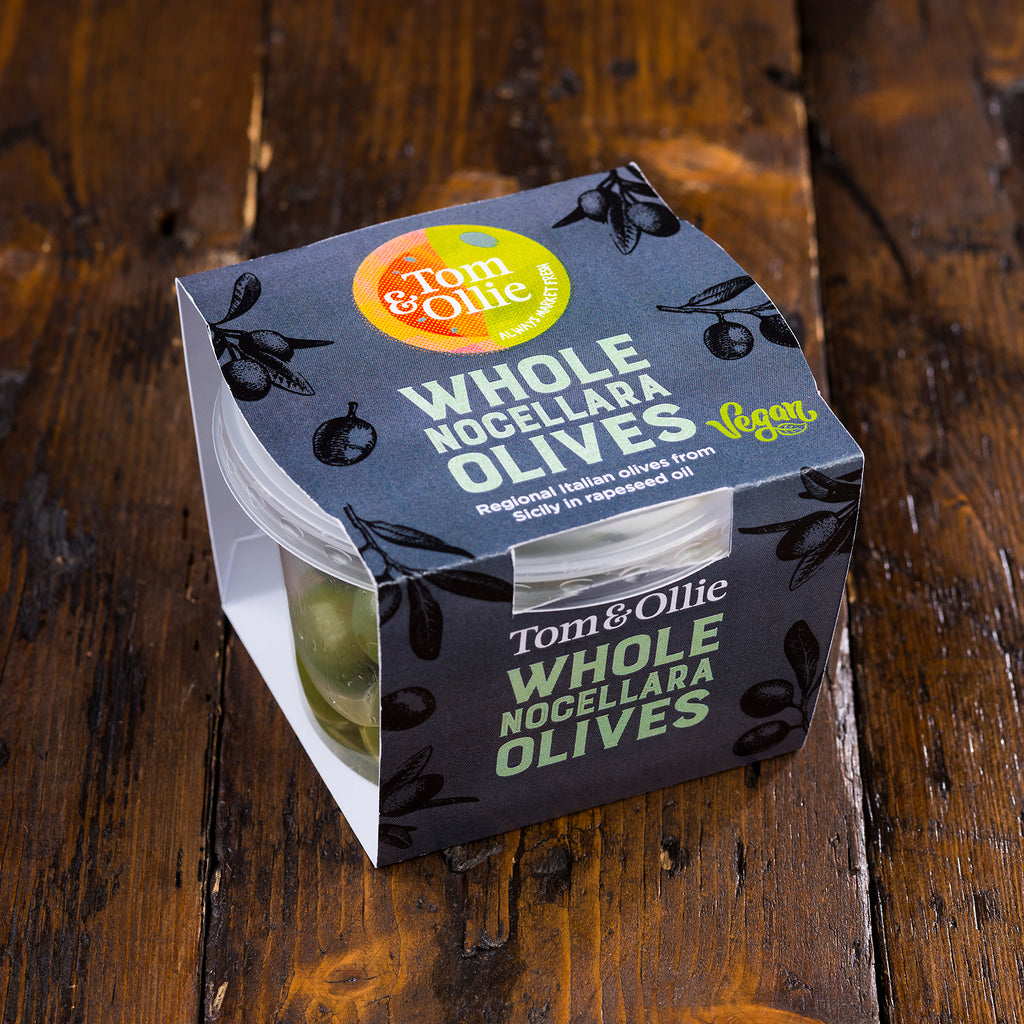 Tom
& Ollie
ALWAYS MARKET FRESH
WHOLE
NOCELLARA
OLIVES
Vegan
Regional Italian olives from
Sicily in rapeseed oil
Tom & Ollie
WHOLE
NOCELLARA
OLIVES